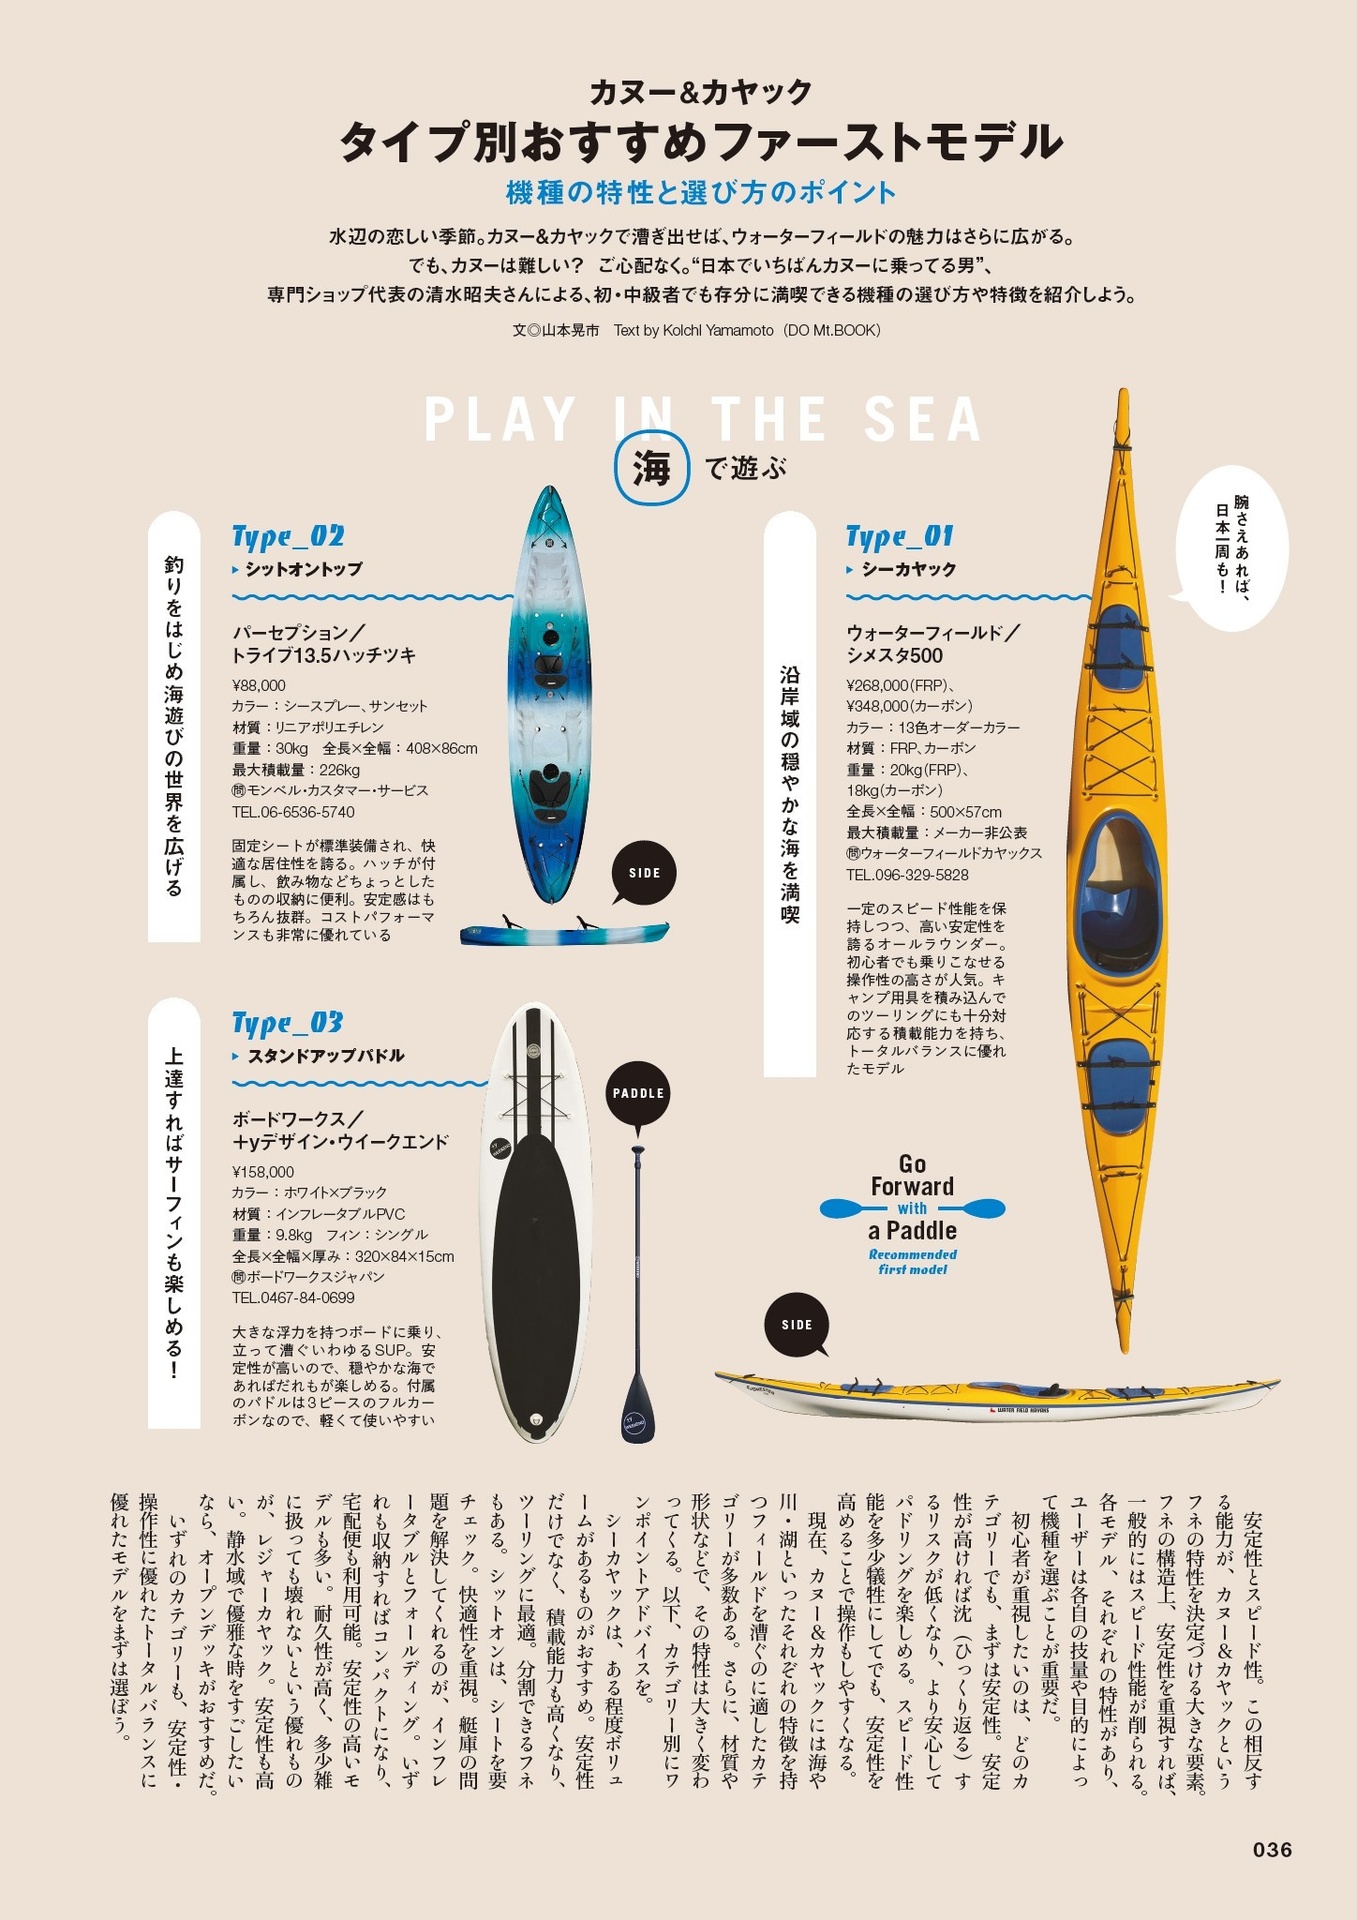 カヌー&カヤック
タイプ別おすすめファーストモデル
機種の特性と選び方のポイント
水辺の恋しい季節。カヌー&カヤックで漕ぎ出せば、ウォーターフィールドの魅力はさらに広がる。
でも、カヌーは難しい? ご心配なく。“日本でいちばんカヌーに乗ってる男”、
専門ショップ代表の清水昭夫さんによる、初・中級者でも存分に満喫できる機種の選び方や特徴を紹介しよう。
文◎山本晃市 Text by KoIchI Yamamoto (DO Mt.BOOK)
PLAY IN THE SEA
海で遊ぶ
腕さえあれば、
日本一周も!
沿岸域の穏やかな海を満喫
Type_01
シーカヤック
ウォーターフィールド/
シメスタ500
¥268,000(FRP)、
¥348,000(カーボン)
カラー:13色オーダーカラー
材質:FRP、カーボン
重量:20kg(FRP)、
18kg(カーボン)
全長×全幅:500×57cm
最大積載量:メーカー非公表
㉄ウォーターフィールドカヤックス
TEL.096-329-5828
一定のスピード性能を保
持しつつ、高い安定性を
誇るオールラウンダー。
初心者でも乗りこなせる
操作性の高さが人気。キ
ャンプ用具を積み込んで
のツーリングにも十分対
応する積載能力を持ち、
トータルバランスに優れ
たモデル
釣りをはじめ海遊びの世界を広げる
Type_02
シットオントップ
パーセプション/
トライブ13.5ハッチツキ
¥88,000
カラー:シースプレー、サンセット
材質:リニアポリエチレン
重量:30kg 全長×全幅:408×86cm
最大積載量:226kg
㉄モンベル・カスタマー・サービス
TEL.06-6536-5740
固定シートが標準装備され、快
適な居住性を誇る。ハッチが付
属し、飲み物などちょっとした
ものの収納に便利。安定感はも
ちろん抜群。コストパフォーマ
ンスも非常に優れている
SIDE
上達すればサーフィンも楽しめる!
Type_03
スタンドアップパドル
ボードワークス/
+yデザイン・ウイークエンド
¥158,000
カラー:ホワイト×ブラック
材質:インフレータブルPVC
重量:9.8kg フィン:シングル
全長×全幅×厚み:320×84×15cm
㉄ボードワークスジャパン
TEL.0467-84-0699
大きな浮力を持つボードに乗り、
立って漕ぐいわゆるSUP。安
定性が高いので、穏やかな海で
あればだれもが楽しめる。付属
のパドルは3ピースのフルカー
ボンなので、軽くて使いやすい
PADDLE
Go
Forward
with
a Paddle
Recommended
first model
SIDE
WATER FIELD KAYAKS
安定性とスピード性。この相反す
る能力が、カヌー&カヤックという
フネの特性を決定づける大きな要素。
フネの構造上、安定性を重視すれば、
一般的にはスピード性能が削られる。
各モデル、それぞれの特性があり、
ユーザーは各自の技量や目的によっ
て機種を選ぶことが重要だ。
初心者が重視したいのは、どのカ
テゴリーでも、まずは安定性。安定
性が高ければ沈(ひっくり返る)す
るリスクが低くなり、より安心して
パドリングを楽しめる。スピード性
能を多少犠牲にしてでも、安定性を
高めることで操作もしやすくなる。
現在、カヌー&カヤックには海や
川・湖といったそれぞれの特徴を持
つフィールドを漕ぐのに適したカテ
ゴリーが多数ある。さらに、材質や
形状などで、その特性は大きく変わ
ってくる。以下、カテゴリー別にワ
ンポイントアドバイスを。
シーカヤックは、ある程度ボリュ
ームがあるものがおすすめ。安定性
だけでなく、積載能力も高くなり、
ツーリングに最適。分割できるフネ
もある。シットオンは、シートを要
チェック。快適性を重視。艇庫の問
題を解決してくれるのが、インフレ
ータブルとフォールディング。いず
れも収納すればコンパクトになり、
宅配便も利用可能。安定性の高いモ
デルも多い。耐久性が高く、多少雑
に扱っても壊れないという優れもの
が、レジャーカヤック。安定性も高
い。静水域で優雅な時をすごしたい
なら、オープンデッキがおすすめだ。
いずれのカテゴリーも、安定性・
操作性に優れたトータルバランスに
優れたモデルをまずは選ぼう。
036